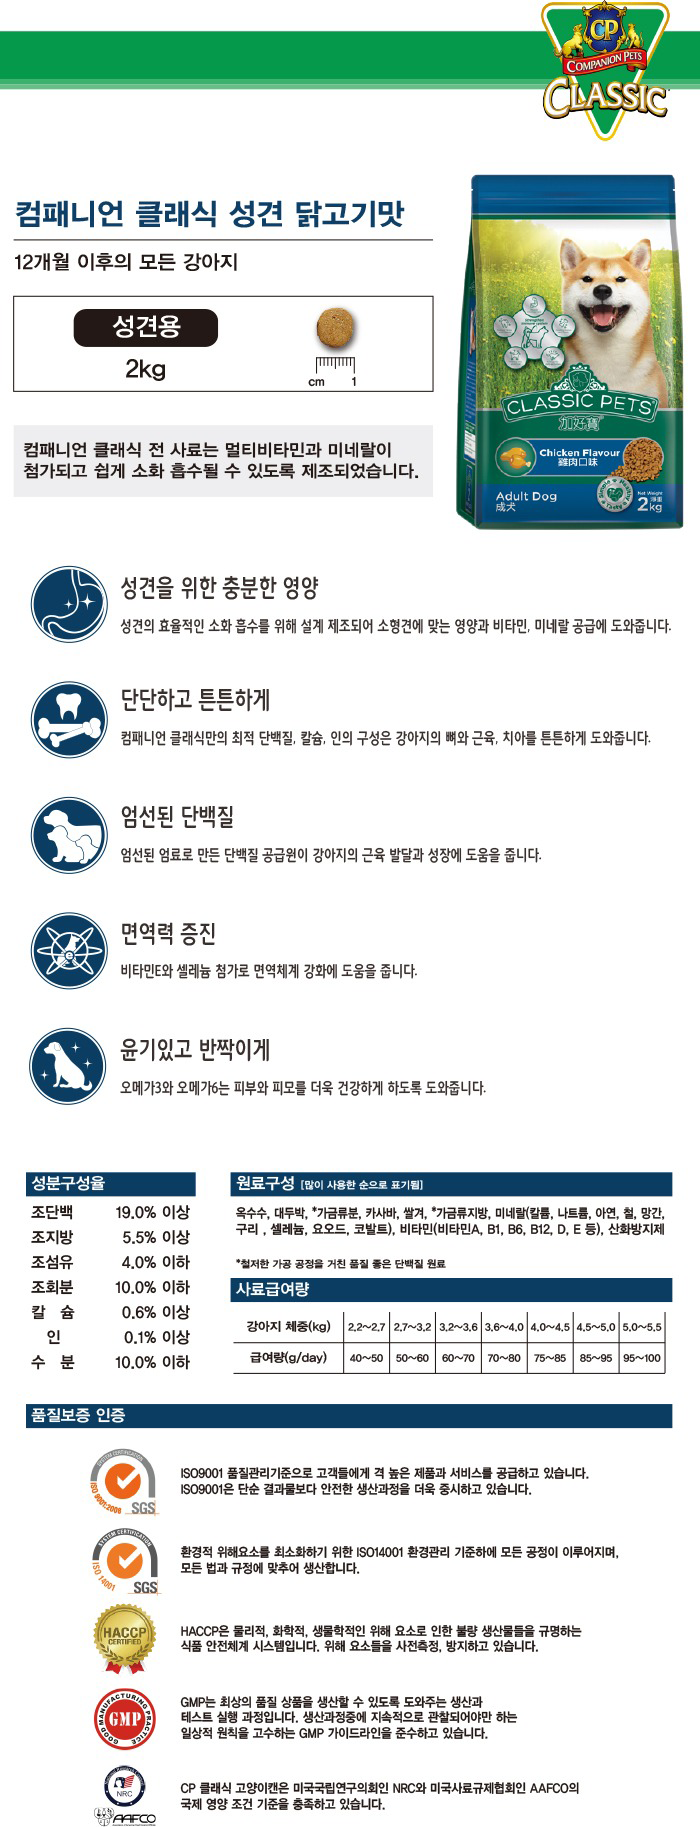 CP
COMPANION PETS
CLASSIC
컴패니언 클래식 성견 닭고기맛
12개월 이후의 모든 강아지
성견용
2kg
cm 1
컴패니언 클래식 전 사료는 멀티비타민과 미네랄이
첨가되고 쉽게 소화 흡수될 수 있도록 제조되었습니다.
CLASSIC PETS
加好寶
Chicken Flavour
雞肉口味
Adult Dog
成犬
Net Weight
淨重
2kg
성견을 위한 충분한 영양
성견의 효율적인 소화 흡수를 위해 설계 제조되어 소형견에 맞는 영양과 비타민, 미네랄 공급에 도와줍니다.
단단하고 튼튼하게
컴패니언 클래식만의 최적 단백질, 칼슘, 인의 구성은 강아지의 뼈와 근육, 치아를 튼튼하게 도와줍니다.
엄선된 단백질
엄선된 엄료로 만든 단백질 공급원이 강아지의 근육 발달과 성장에 도움을 줍니다.
면역력 증진
비타민E와 셀레늄 첨가로 면역체계 강화에 도움을 줍니다.
윤기있고 반짝이게
오메가3와 오메가6는 피부와 피모를 더욱 건강하게 하도록 도와줍니다.
성분구성율
조단백 19.0% 이상
조지방 5.5% 이상
조섬유 4.0% 이하
조회분 10.0% 이하
칼 슘 0.6% 이상
인 0.1% 이상
수 분 10.0% 이하
원료구성 [많이 사용한 순으로 표기됨]
옥수수, 대두박, *가금류분, 카사바, 쌀겨, *가금류지방, 미네랄(칼륨, 나트륨, 아연, 철, 망간,
구리 , 셀레늄, 요오드, 코발트), 비타민(비타민A, B1, B6, B12, D, E 등), 산화방지제
*철저한 가공 공정을 거친 품질 좋은 단백질 원료
사료급여량
강아지 체중(kg) 2.2~2.7 2.7~3.2 3.2~3.6 3.6~4.0 4.0~4.5 4.5~5.0 5.0~5.5
급여량(g/day) 40~50 50~60 60~70 70~80 75~85 85~95 95~100
품질보증 인증
SYSTEM CERTIFICATION
ISO 9001:2008
SGS
ISO9001 품질관리기준으로 고객들에게 격 높은 제품과 서비스를 공급하고 있습니다.
ISO9001은 단순 결과물보다 안전한 생산과정을 더욱 중시하고 있습니다.
SYSTEM CERTIFICATION
ISO 14001
SGS
환경적 위해요소를 최소화하기 위한 ISO14001 환경관리 기준하에 모든 공정이 이루어지며,
모든 법과 규정에 맞추어 생산합니다.
HACCP
CERTIFIED
HACCP은 물리적, 화학적, 생물학적인 위해 요소로 인한 불량 생산물들을 규명하는
식품 안전체계 시스템입니다. 위해 요소들을 사전측정, 방지하고 있습니다.
GOOD MANUFACTURING PRACTICE
GMP
GMP는 최상의 품질 상품을 생산할 수 있도록 도와주는 생산과
테스트 실행 과정입니다. 생산과정중에 지속적으로 관찰되어야만 하는
일상적 원칙을 고수하는 GMP 가이드라인을 준수하고 있습니다.
NRC
AAFCO
CP 클래식 고양이캔은 미국국립연구의회인 NRC와 미국사료규제협회인 AAFCO의
국제 영양 조건 기준을 충족하고 있습니다.